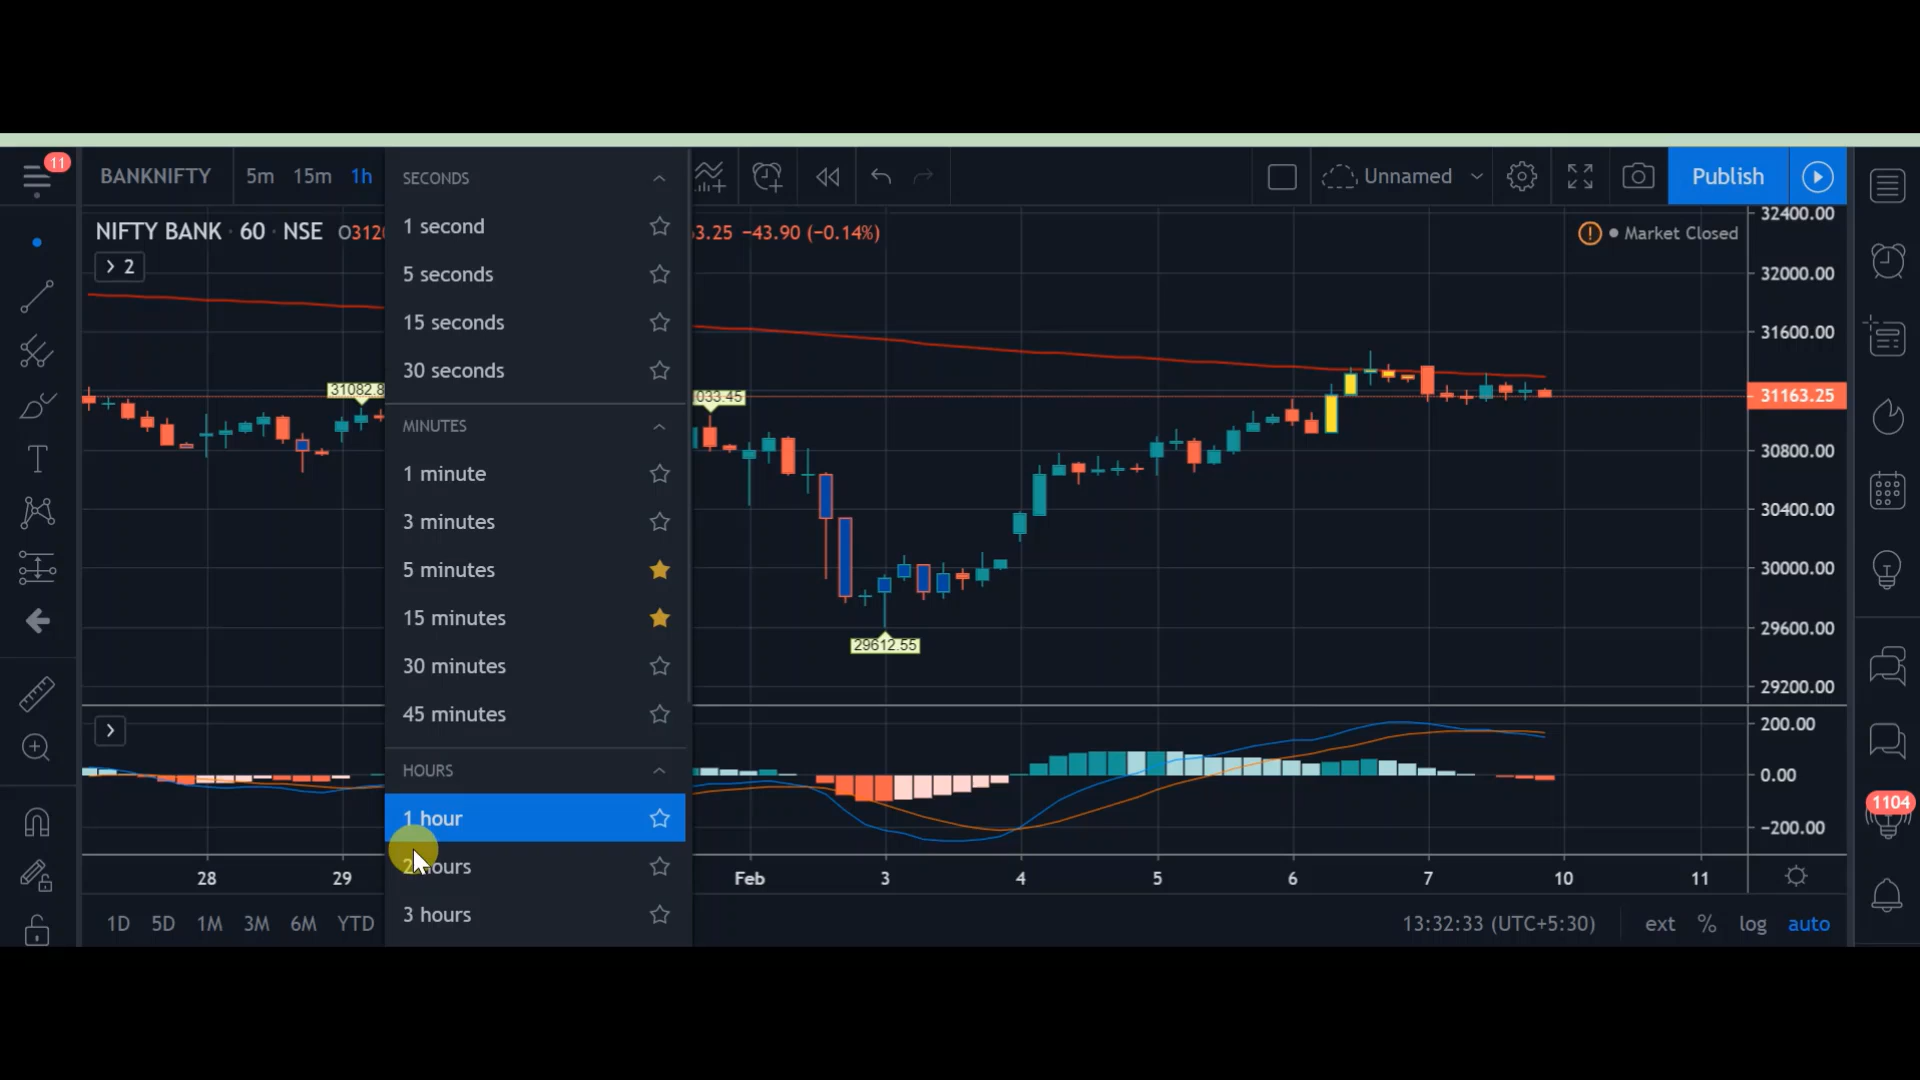 11
BANKNIFTY
5m 15m 1h
Unnamed
Publish
NIFTY BANK · 60 · NSE
O3120
3.25 −43.90 (−0.14%)
Market Closed
2
SECONDS
1 second
5 seconds
15 seconds
30 seconds
MINUTES
1 minute
3 minutes
5 minutes
15 minutes
30 minutes
45 minutes
HOURS
1 hour
2 hours
3 hours
31082.8
033.45
29612.55
32400.00
32000.00
31600.00
31163.25
30800.00
30400.00
30000.00
29600.00
29200.00
200.00
0.00
−200.00
1104
28 29 Feb 3 4 5 6 7 10 11
1D 5D 1M 3M 6M YTD
13:32:33 (UTC+5:30)
ext % log auto